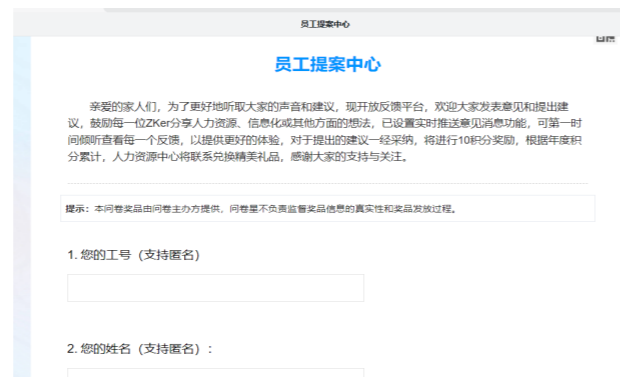 员工提案中心
员工提案中心
亲爱的家人们，为了更好地听取大家的声音和建议，现开放反馈平台，欢迎大家发表意见和提出建
议，鼓励每一位ZKer分享人力资源、信息化或其他方面的想法，已设置实时推送意见消息功能，可第一时
间倾听查看每一个反馈，以提供更好的体验，对于提出的建议一经采纳，将进行10积分奖励，根据年度积
分累计，人力资源中心将联系兑换精美礼品，感谢大家的支持与关注。
提示：本问卷奖品由问卷主办方提供，问卷星不负责监督奖品信息的真实性和奖品发放过程。
1. 您的工号（支持匿名）
2. 您的姓名（支持匿名）：